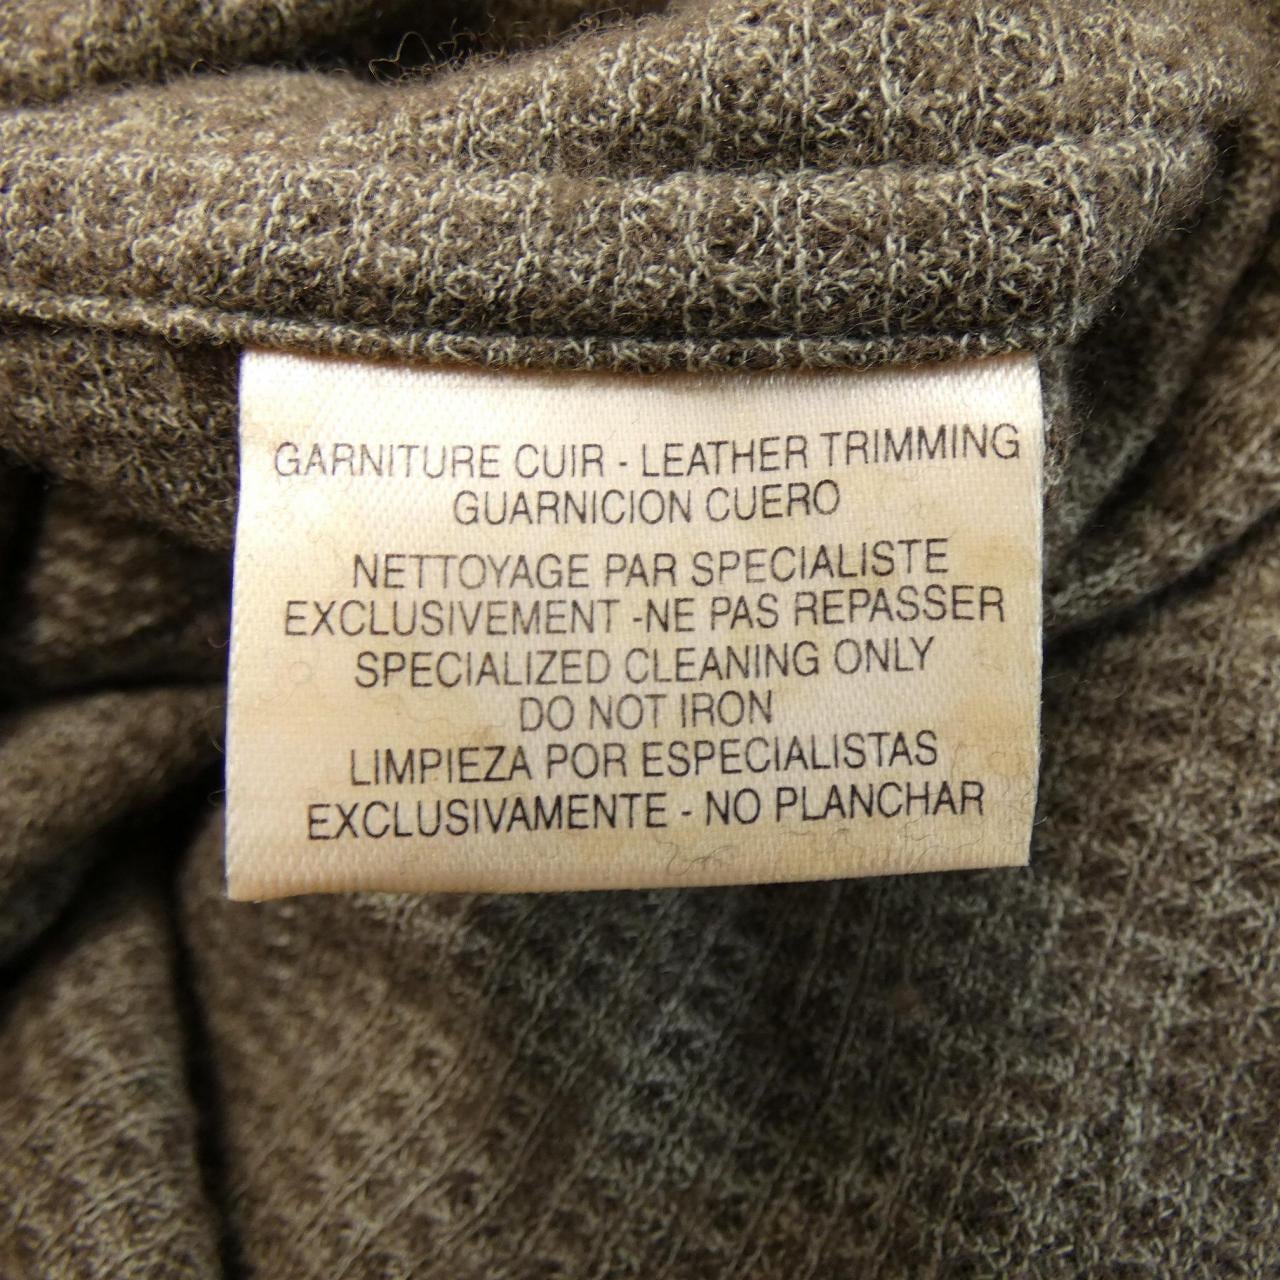 GARNITURE CUIR - LEATHER TRIMMING
GUARNICION CUERO
NETTOYAGE PAR SPECIALISTE
EXCLUSIVEMENT -NE PAS REPASSER
SPECIALIZED CLEANING ONLY
DO NOT IRON
LIMPIEZA POR ESPECIALISTAS
EXCLUSIVAMENTE - NO PLANCHAR